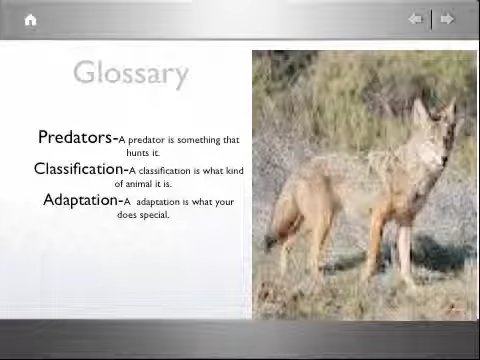 Glossary
Predators-A predator is something that
hunts it.
Classification-A classification is what kind
of animal it is.
Adaptation-A adaptation is what your
does special.